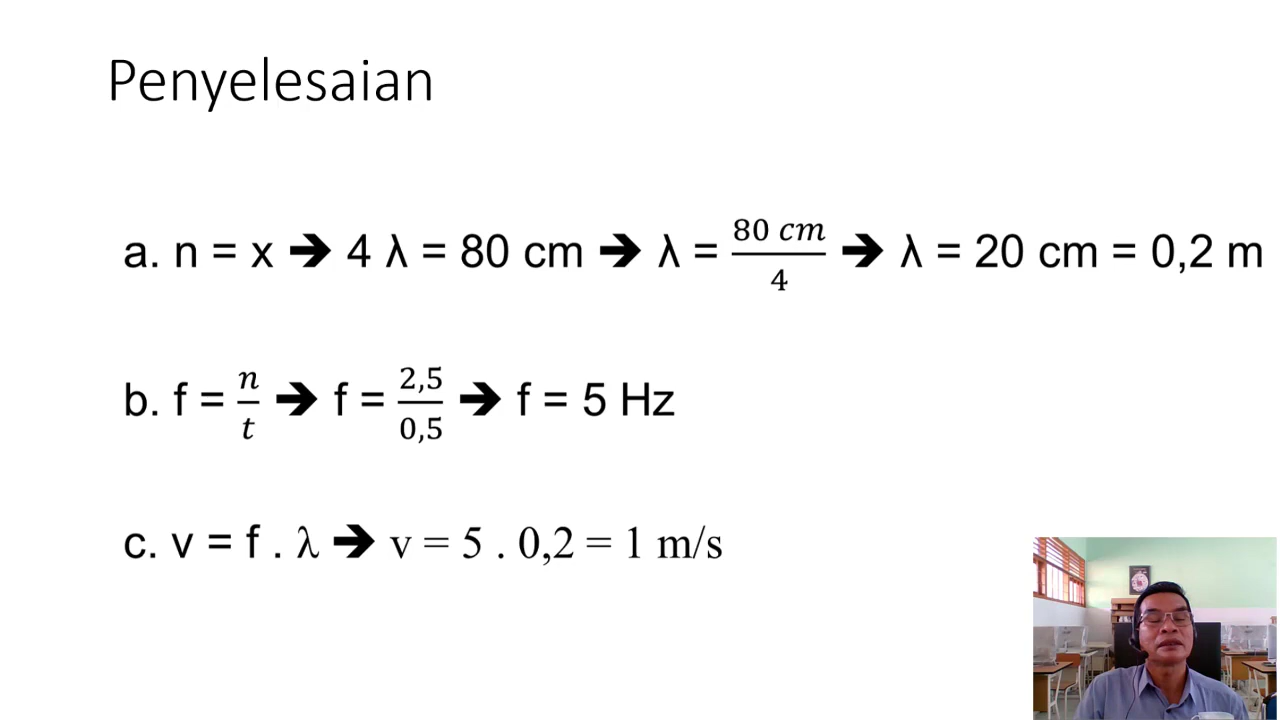 Penyelesaian
a. n = x ➔ 4 λ = 80 cm ➔ λ = 80 cm / 4 ➔ λ = 20 cm = 0,2 m
b. f = n / t ➔ f = 2,5 / 0,5 ➔ f = 5 Hz
c. v = f . λ ➔ v = 5 . 0,2 = 1 m/s